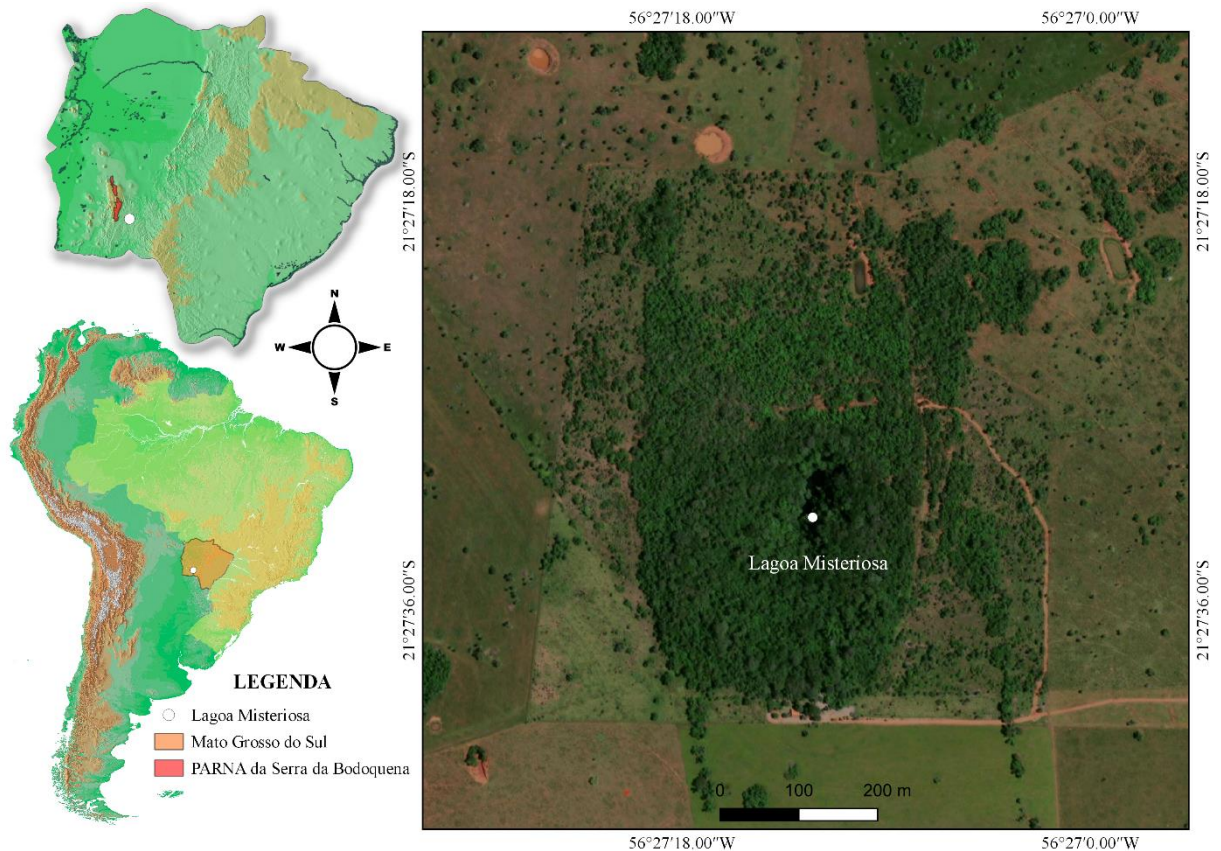 56°27'18.00"W
56°27'0.00"W
21°27'18.00"S
21°27'18.00"S
N
W
E
S
Lagoa Misteriosa
21°27'36.00"S
21°27'36.00"S
LEGENDA
Lagoa Misteriosa
Mato Grosso do Sul
PARNA da Serra da Bodoquena
0 100 200 m
56°27'18.00"W
56°27'0.00"W